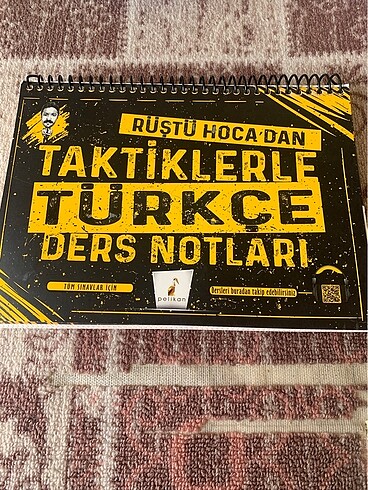 RÜŞTÜ HOCA'DAN
TAKTİKLERLE
TÜRKÇE
DERS NOTLARI
TÜM SINAVLAR İÇİN
pelikan
Dersleri buradan takip edebilirsiniz